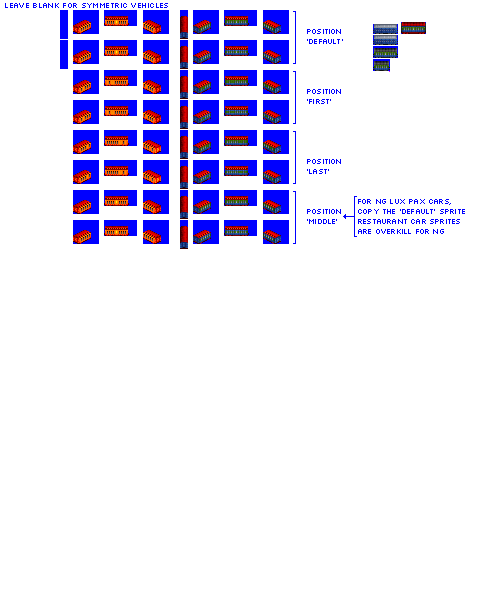 LEAVE BLANK FOR SYMMETRIC VEHICLES
POSITION
'DEFAULT'
POSITION
'FIRST'
POSITION
'LAST'
POSITION
'MIDDLE'
FOR NG LUX PAX CARS,
COPY THE 'DEFAULT' SPRITE
RESTAURANT CAR SPRITES
ARE OVERKILL FOR NG